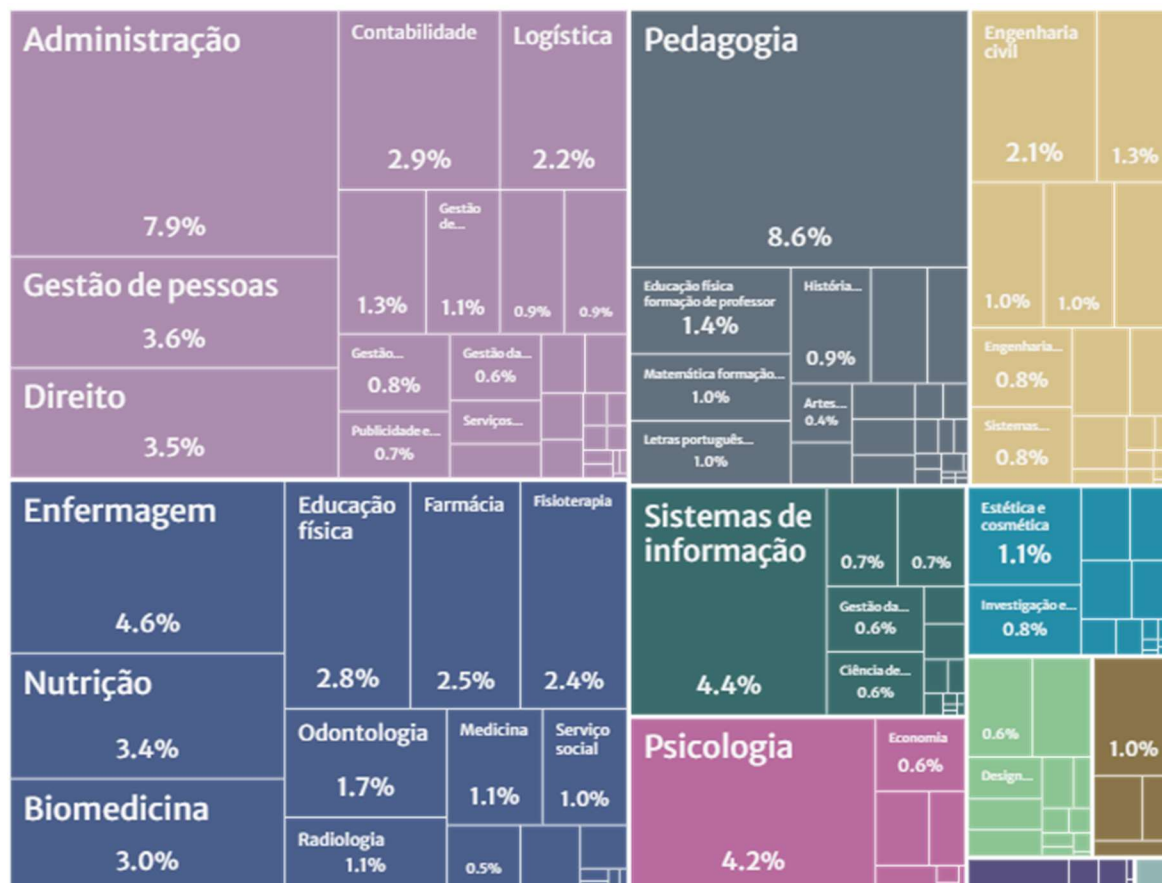 Administração
7.9%
Gestão de pessoas
3.6%
Direito
3.5%
Contabilidade
2.9%
Logística
2.2%
1.3%
Gestão
de...
1.1%
0.9%
0.9%
Gestão...
0.8%
Publicidade e...
0.7%
Gestão da...
0.6%
Serviços...
Pedagogia
8.6%
Educação física
formação de professor
1.4%
Matemática formação...
1.0%
Letras português...
1.0%
História...
0.9%
Artes...
0.4%
Engenharia
civil
2.1%
1.3%
1.0%
1.0%
Engenharia...
0.8%
Sistemas...
0.8%
Enfermagem
4.6%
Nutrição
3.4%
Biomedicina
3.0%
Educação
física
2.8%
Farmácia
2.5%
Fisioterapia
2.4%
Odontologia
1.7%
Radiologia
1.1%
Medicina
1.1%
Serviço
social
1.0%
0.5%
Sistemas de
informação
4.4%
0.7%
0.7%
Gestão da...
0.6%
Ciência de...
0.6%
Psicologia
4.2%
Economia
0.6%
Estética e
cosmética
1.1%
Investigação e...
0.8%
0.6%
Design...
1.0%